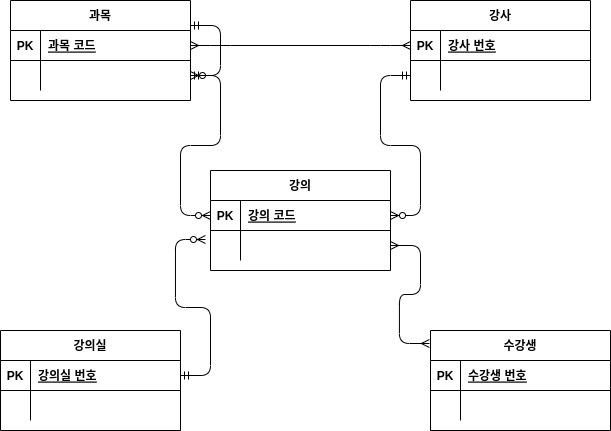 과목
PK 과목 코드
강사
PK 강사 번호
강의
PK 강의 코드
강의실
PK 강의실 번호
수강생
PK 수강생 번호